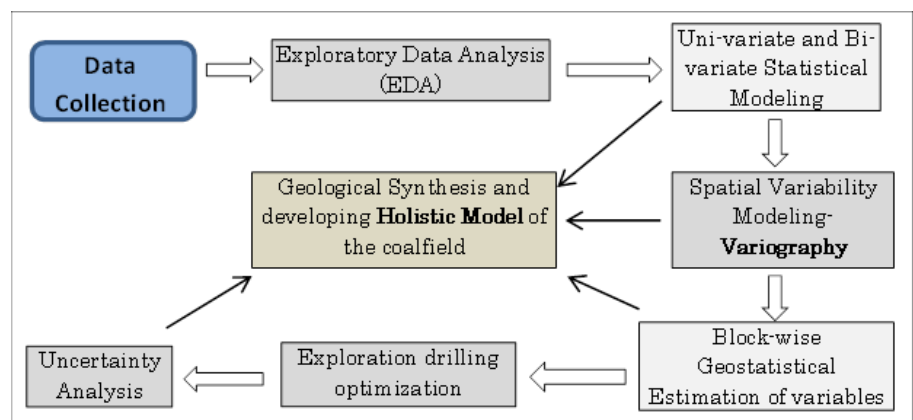 Data
Collection
Exploratory Data Analysis
(EDA)
Uni-variate and Bi-
variate Statistical
Modeling
Geological Synthesis and
developing Holistic Model of
the coalfield
Spatial Variability
Modeling-
Variography
Uncertainty
Analysis
Exploration drilling
optimization
Block-wise
Geostatistical
Estimation of variables